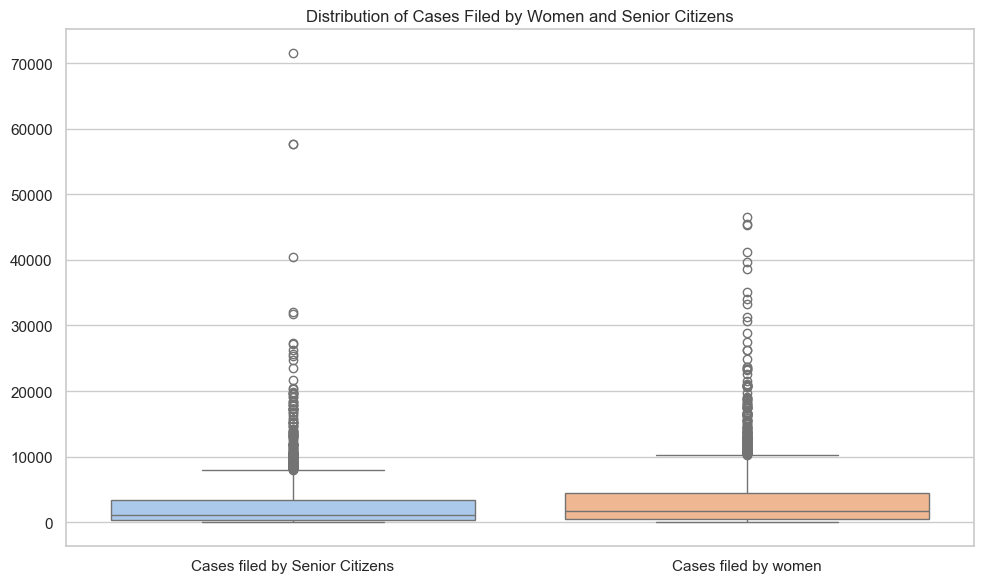 Distribution of Cases Filed by Women and Senior Citizens
70000
60000
50000
40000
30000
20000
10000
0
Cases filed by Senior Citizens
Cases filed by women